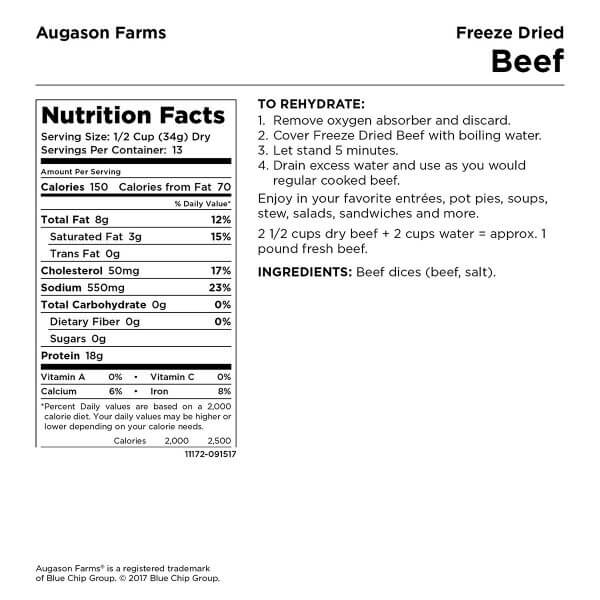 Augason Farms
Freeze Dried
Beef
Nutrition Facts
Serving Size: 1/2 Cup (34g) Dry
Servings Per Container: 13
Amount Per Serving
Calories 150 Calories from Fat 70
% Daily Value*
Total Fat 8g 12%
Saturated Fat 3g 15%
Trans Fat 0g
Cholesterol 50mg 17%
Sodium 550mg 23%
Total Carbohydrate 0g 0%
Dietary Fiber 0g 0%
Sugars 0g
Protein 18g
Vitamin A 0% • Vitamin C 0%
Calcium 6% • Iron 8%
*Percent Daily values are based on a 2,000
calorie diet. Your daily values may be higher or
lower depending on your calorie needs.
Calories 2,000 2,500
11172-091517
TO REHYDRATE:
1. Remove oxygen absorber and discard.
2. Cover Freeze Dried Beef with boiling water.
3. Let stand 5 minutes.
4. Drain excess water and use as you would
regular cooked beef.
Enjoy in your favorite entrées, pot pies, soups,
stew, salads, sandwiches and more.
2 1/2 cups dry beef + 2 cups water = approx. 1
pound fresh beef.
INGREDIENTS: Beef dices (beef, salt).
Augason Farms® is a registered trademark
of Blue Chip Group. © 2017 Blue Chip Group.